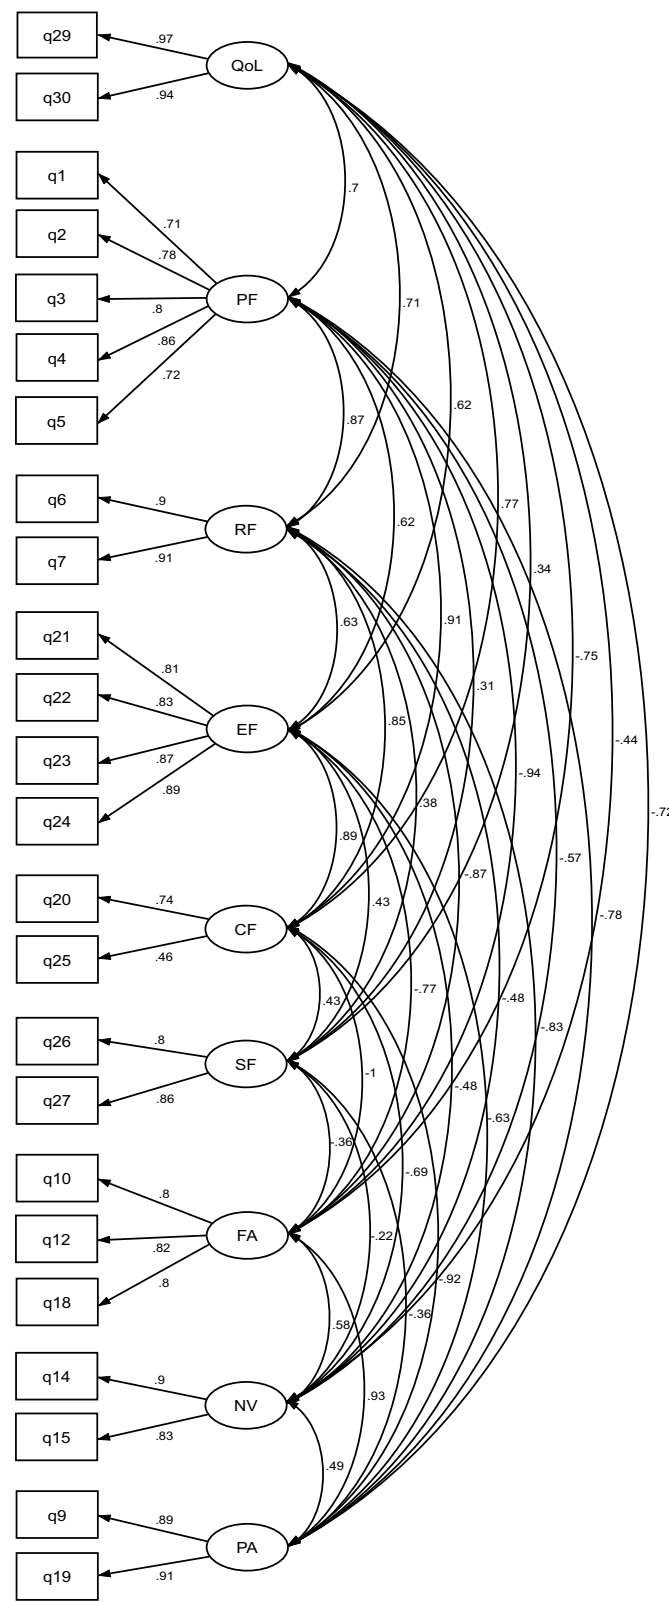 q29
.97
QoL
q30
.94
q1
.7
q2
.71
.78
q3
PF
.71
.8
q4
.86
q5
.72
.62
.87
q6
.9
.77
RF
.62
q7
.91
.34
q21
.63
.91
.81
-.75
q22
.83
.31
EF
.85
-.44
q23
.87
-.94
q24
.89
.38
-.72
.89
-.57
q20
.74
-.87
.43
-.78
CF
q25
.46
-.77
.43
-.48
q26
.8
-.83
SF
-1
q27
.86
-.48
-.63
-.36
q10
.8
-.69
q12
.82
FA
-.22
q18
.8
-.92
-.36
.58
q14
.9
.93
NV
q15
.83
.49
q9
.89
PA
q19
.91